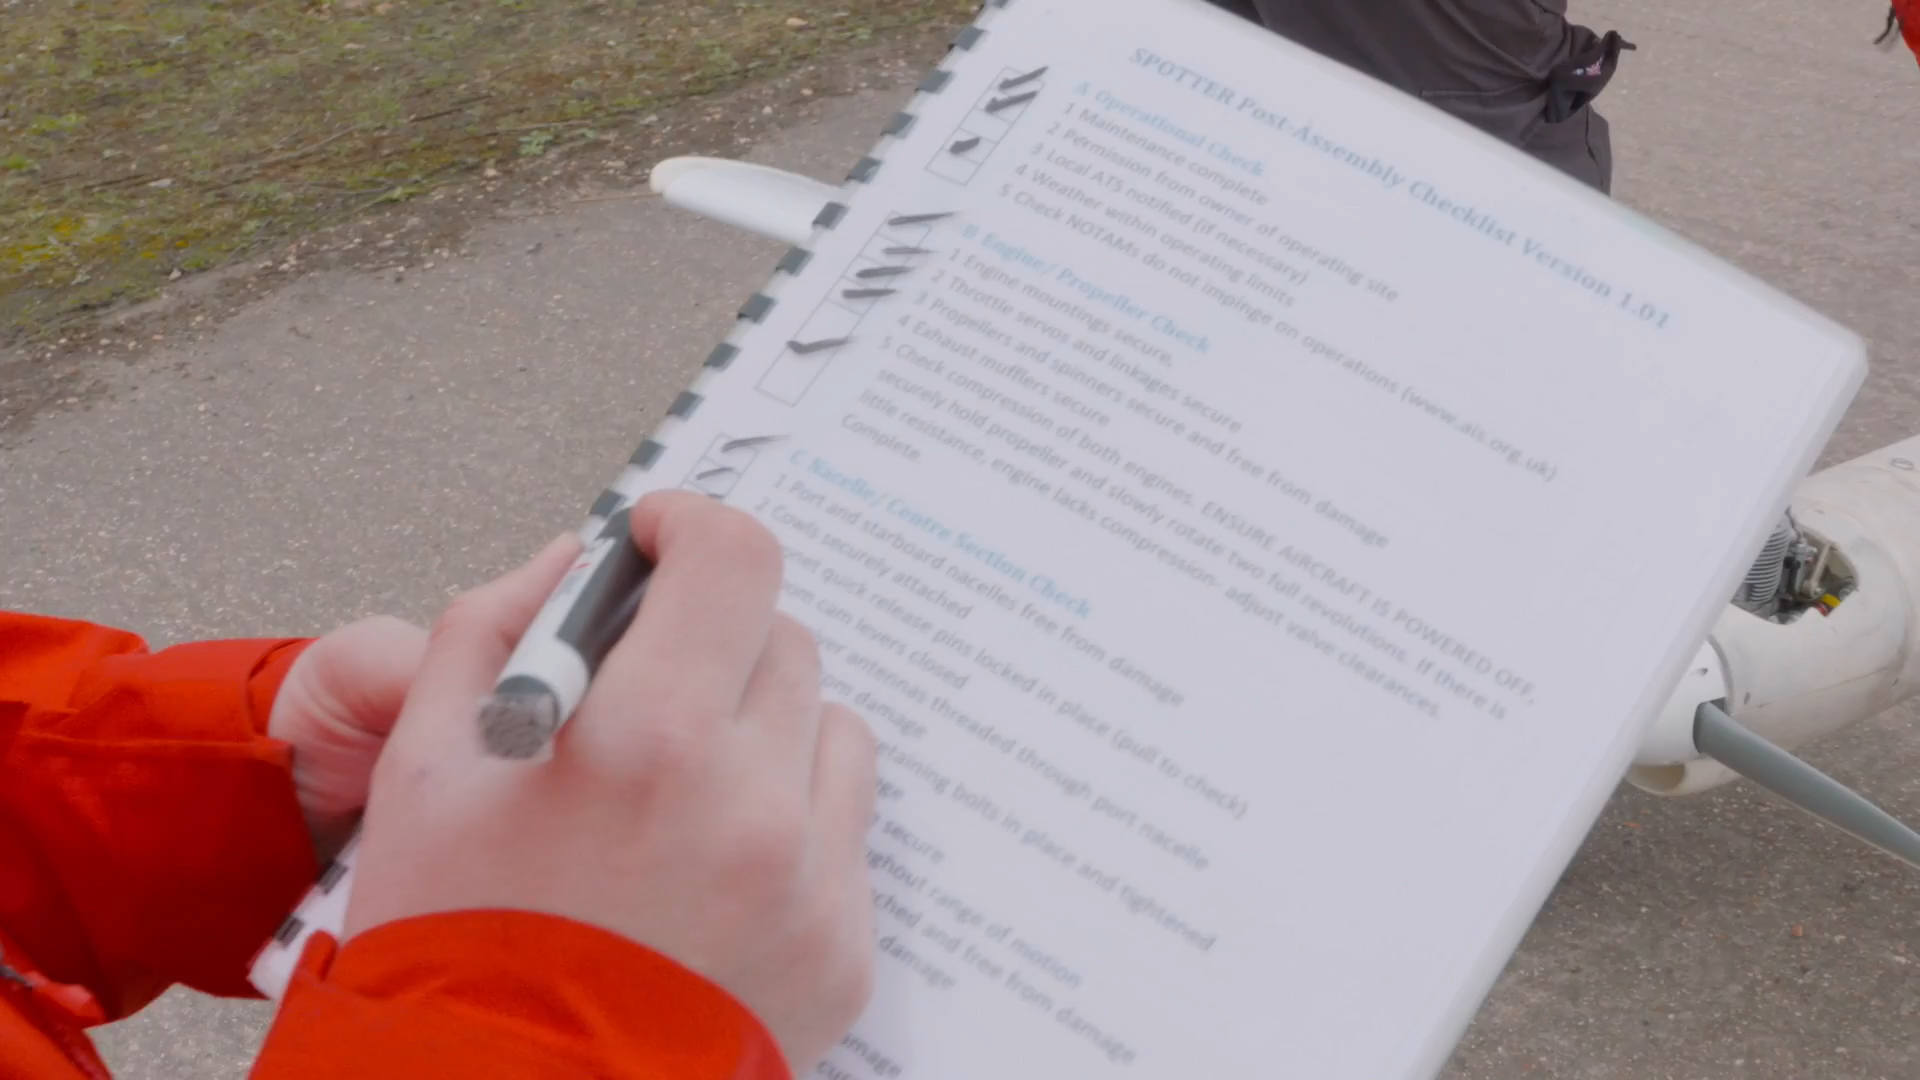 SPOTTER Post-Assembly Checklist Version 1.01
A Operational Check
1 Maintenance complete
2 Permission from owner of operating site
3 Local ATS notified (if necessary)
4 Weather within operating limits
5 Check NOTAMs do not impinge on operations (www.ais.org.uk)
B Engine/ Propeller Check
1 Engine mountings secure.
2 Throttle servos and linkages secure
3 Propellers and spinners secure and free from damage
4 Exhaust mufflers secure
5 Check compression of both engines. ENSURE AIRCRAFT IS POWERED OFF,
securely hold propeller and slowly rotate two full revolutions. If there is
little resistance, engine lacks compression- adjust valve clearances.
Complete.
C Nacelle/ Centre Section Check
1 Port and starboard nacelles free from damage
2 Cowls securely attached
quick release pins locked in place (pull to check)
cam levers closed
antennas threaded through port nacelle
damage
bolts in place and tightened
secure
range of motion
and free from damage
damage